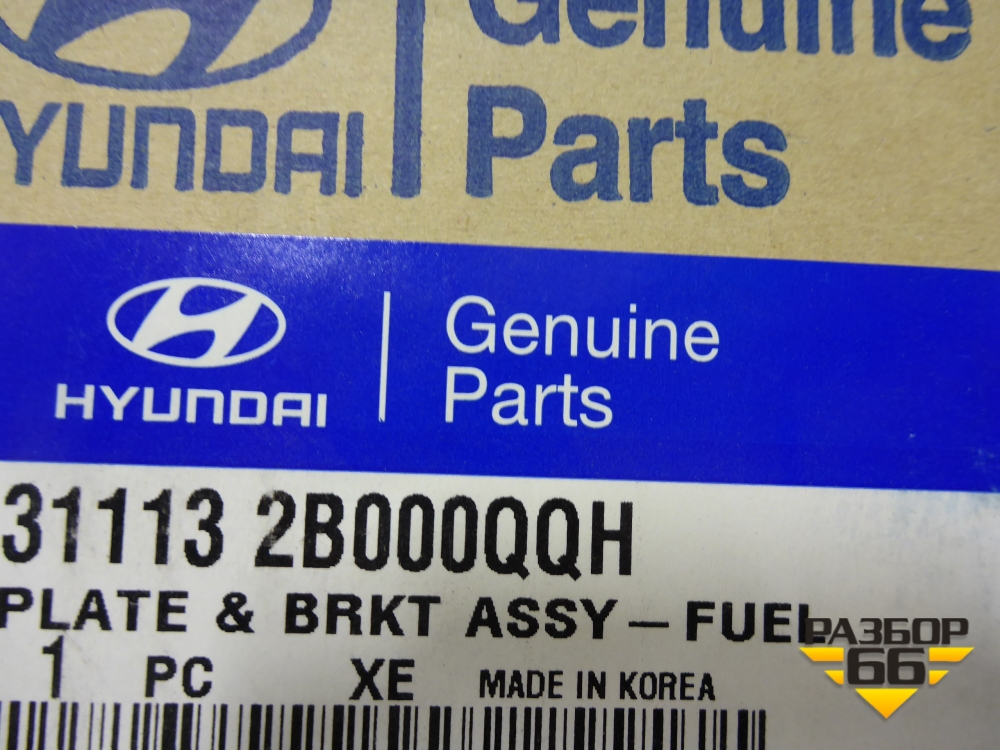 Genuine
HYUNDAI Parts
Genuine
HYUNDAI Parts
31113 2B000QQH
PLATE & BRKT ASSY - FUEL
1 PC XE MADE IN KOREA
РАЗБОР
66